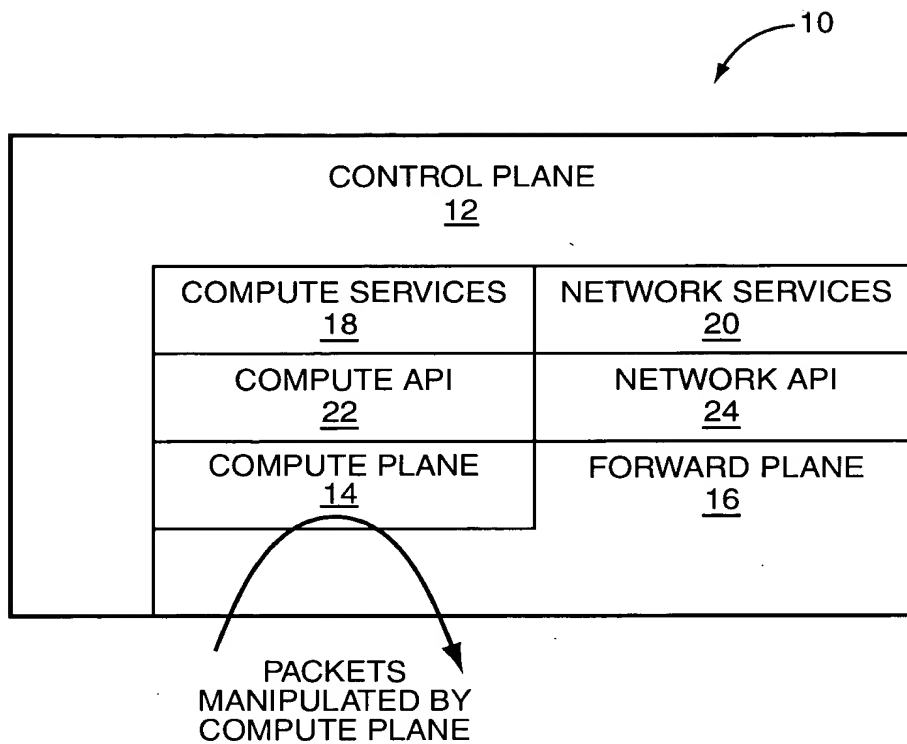 10
CONTROL PLANE
12
COMPUTE SERVICES
18
NETWORK SERVICES
20
COMPUTE API
22
NETWORK API
24
COMPUTE PLANE
14
FORWARD PLANE
16
PACKETS
MANIPULATED BY
COMPUTE PLANE